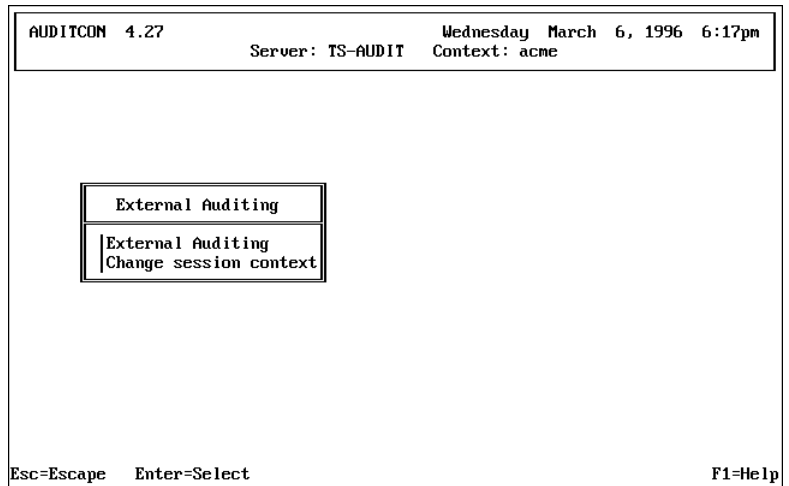 AUDITCON 4.27 Wednesday March 6, 1996 6:17pm
Server: TS-AUDIT Context: acme
External Auditing
External Auditing
Change session context
Esc=Escape Enter=Select F1=Help